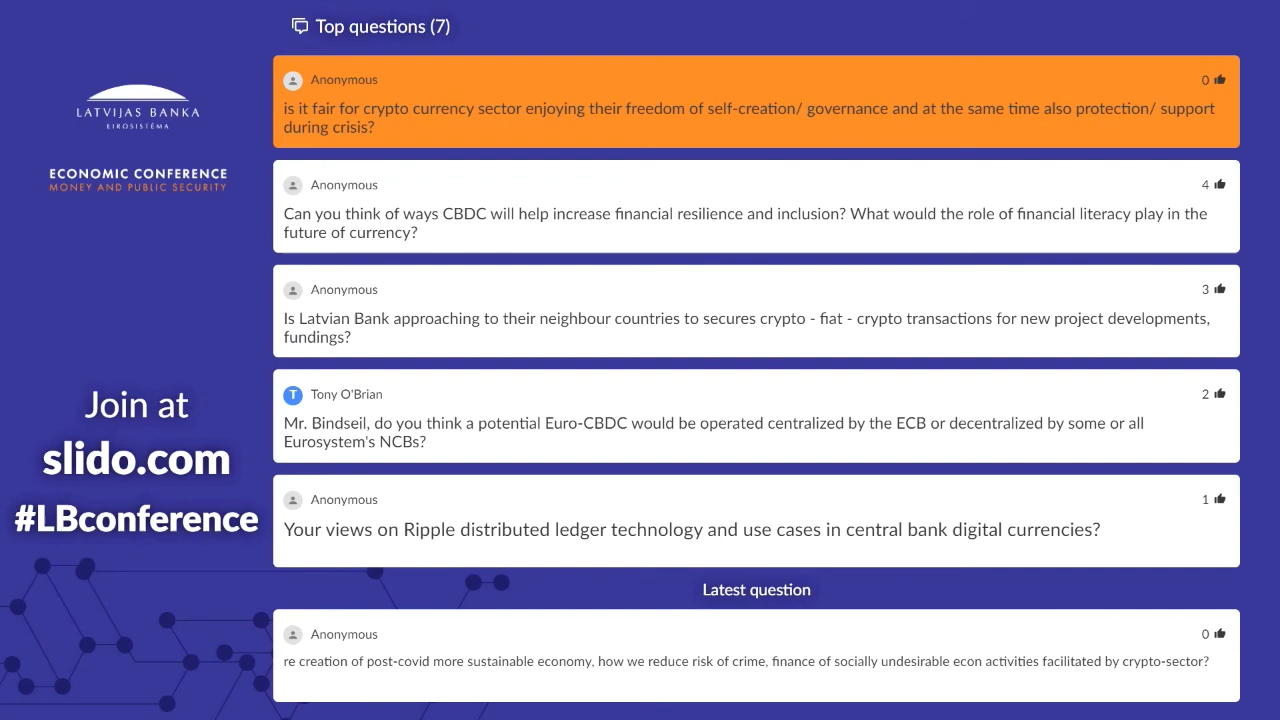 Top questions (7)
LATVIJAS BANKA
EIROSISTĒMA
ECONOMIC CONFERENCE
MONEY AND PUBLIC SECURITY
Join at
slido.com
#LBconference
Anonymous
0
is it fair for crypto currency sector enjoying their freedom of self-creation/ governance and at the same time also protection/ support
during crisis?
Anonymous
4
Can you think of ways CBDC will help increase financial resilience and inclusion? What would the role of financial literacy play in the
future of currency?
Anonymous
3
Is Latvian Bank approaching to their neighbour countries to secures crypto - fiat - crypto transactions for new project developments,
fundings?
T
Tony O'Brian
2
Mr. Bindseil, do you think a potential Euro-CBDC would be operated centralized by the ECB or decentralized by some or all
Eurosystem's NCBs?
Anonymous
1
Your views on Ripple distributed ledger technology and use cases in central bank digital currencies?
Latest question
Anonymous
0
re creation of post-covid more sustainable economy, how we reduce risk of crime, finance of socially undesirable econ activities facilitated by crypto-sector?